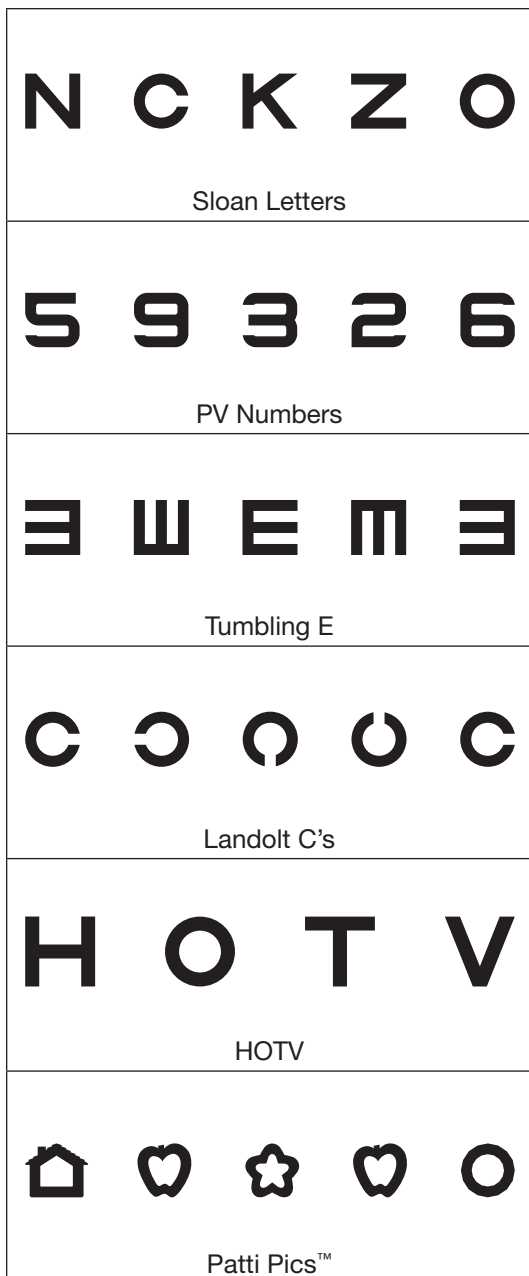 N C K Z O
Sloan Letters
5 9 3 2 6
PV Numbers
E E E E E
Tumbling E
C C C C C
Landolt C's
H O T V
HOTV
Patti Pics™